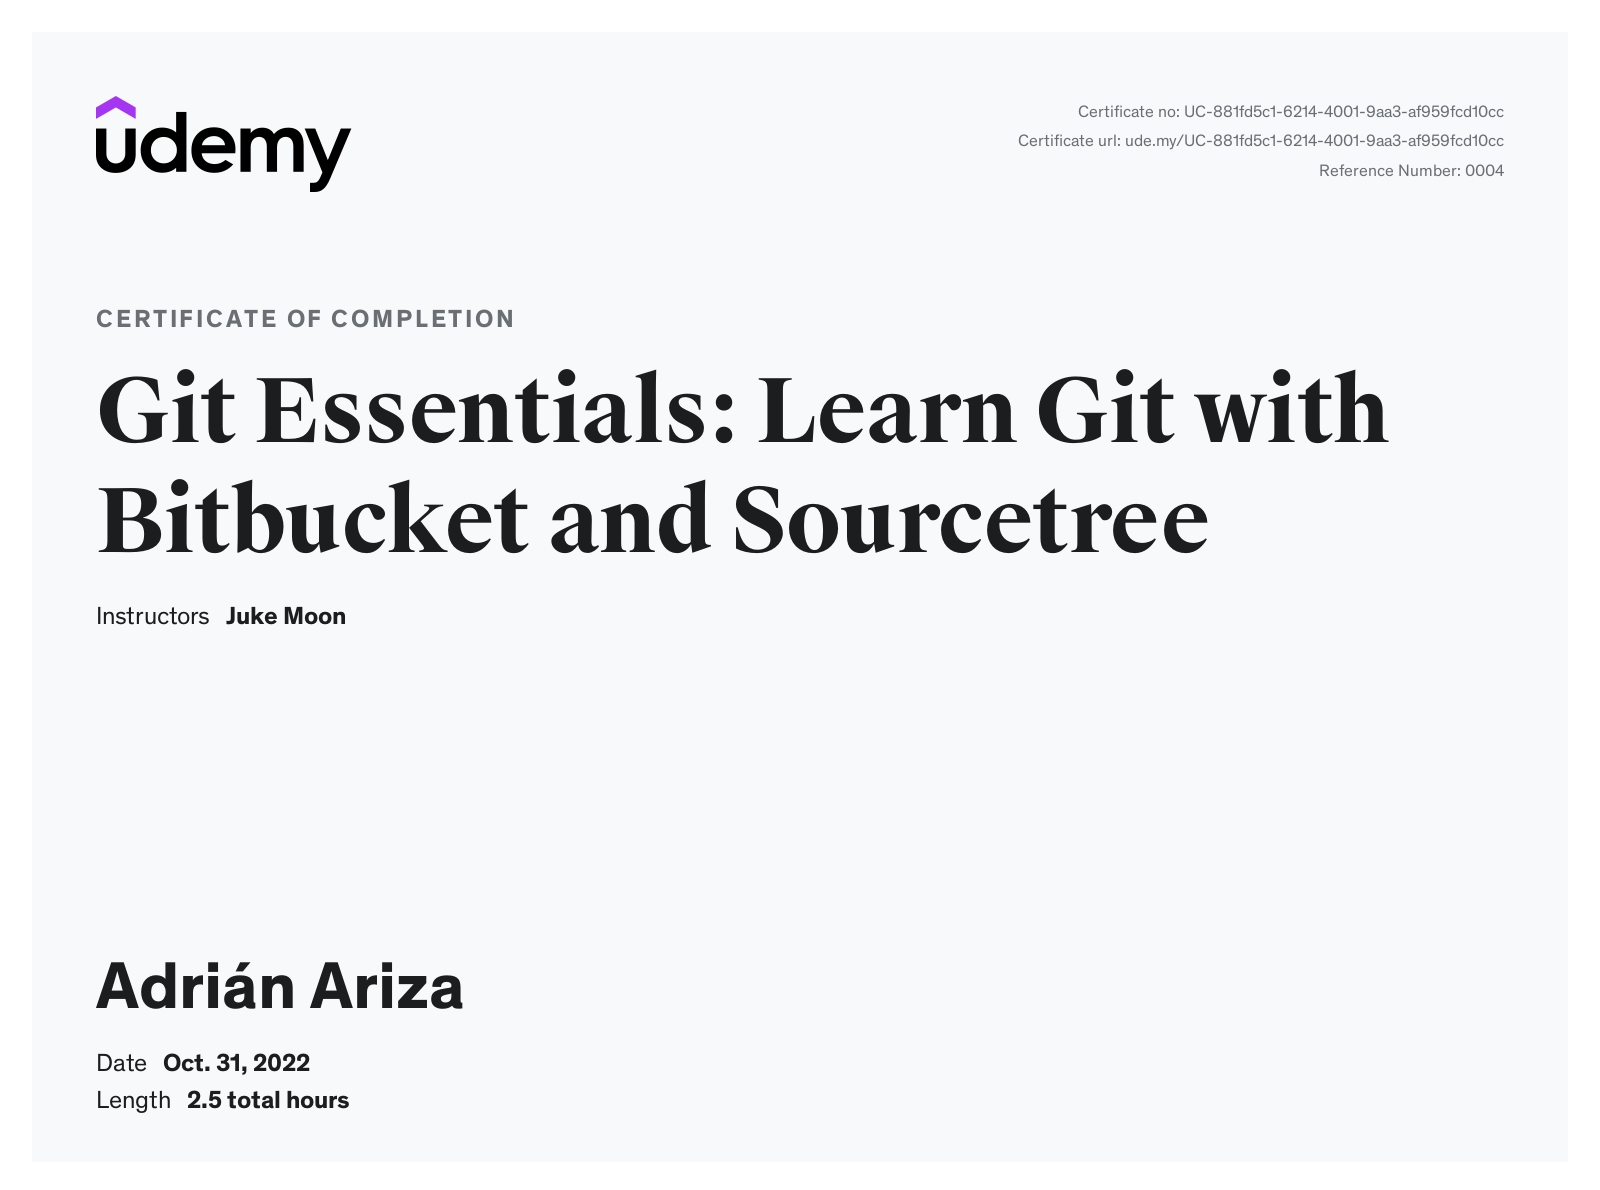 udemy
Certificate no: UC-881fd5c1-6214-4001-9aa3-af959fcd10cc
Certificate url: ude.my/UC-881fd5c1-6214-4001-9aa3-af959fcd10cc
Reference Number: 0004
CERTIFICATE OF COMPLETION
Git Essentials: Learn Git with
Bitbucket and Sourcetree
Instructors Juke Moon
Adrián Ariza
Date Oct. 31, 2022
Length 2.5 total hours